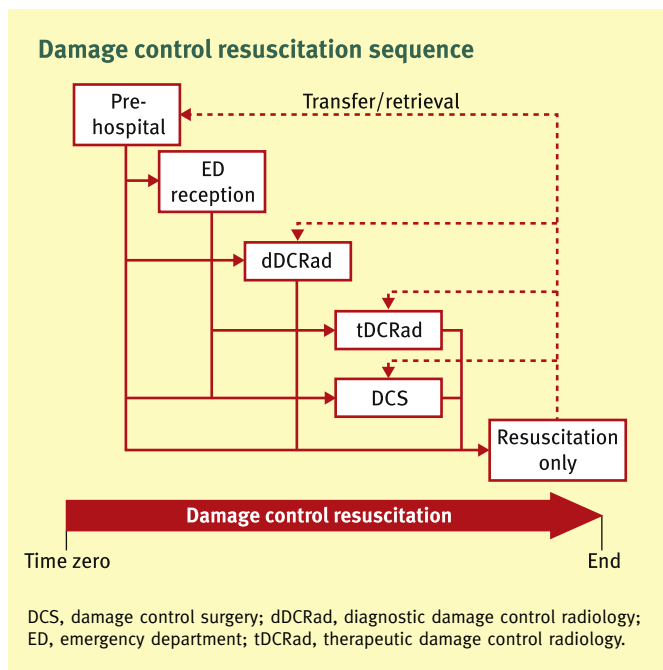 Damage control resuscitation sequence
Pre-
hospital
Transfer/retrieval
ED
reception
dDCRad
tDCRad
DCS
Resuscitation
only
Damage control resuscitation
Time zero
End
DCS, damage control surgery; dDCRad, diagnostic damage control radiology;
ED, emergency department; tDCRad, therapeutic damage control radiology.